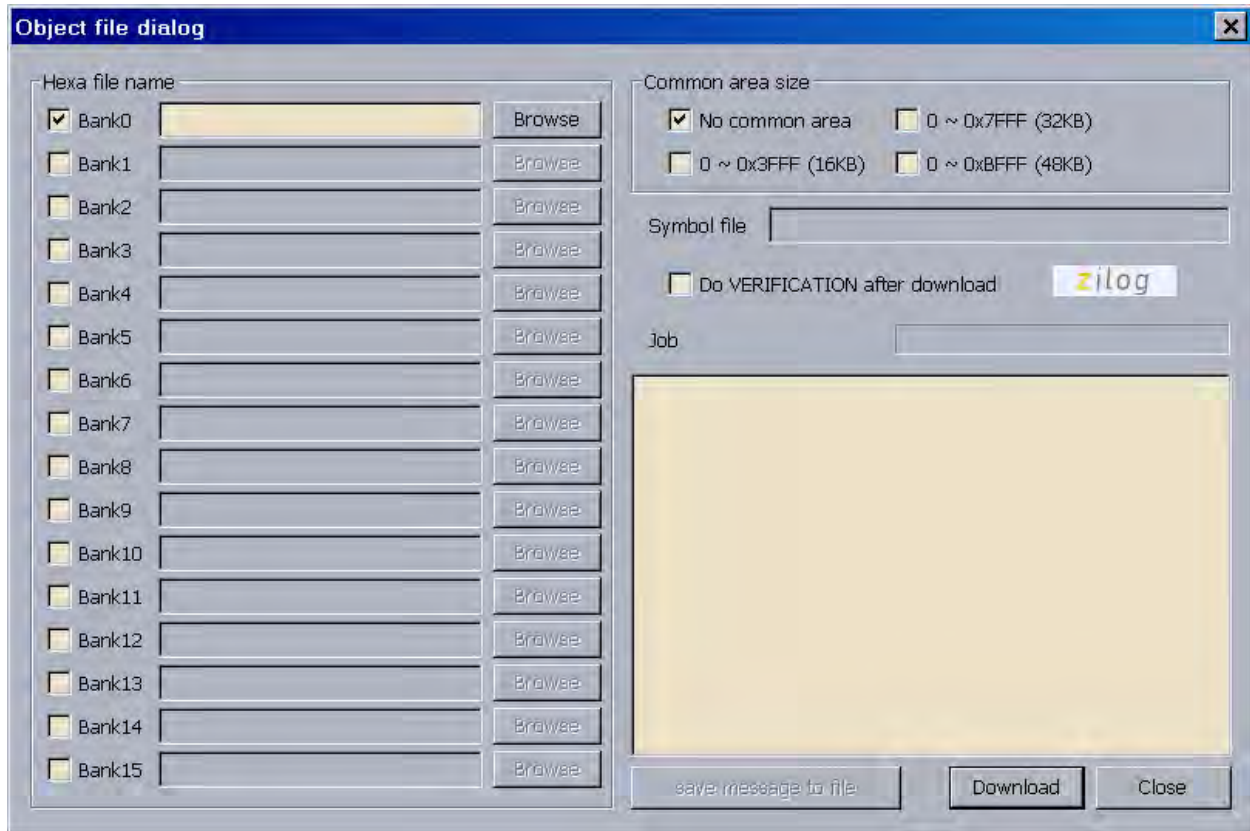 Object file dialog
Hexa file name
Bank0 Browse
Bank1 Browse
Bank2 Browse
Bank3 Browse
Bank4 Browse
Bank5 Browse
Bank6 Browse
Bank7 Browse
Bank8 Browse
Bank9 Browse
Bank10 Browse
Bank11 Browse
Bank12 Browse
Bank13 Browse
Bank14 Browse
Bank15 Browse
Common area size
No common area 0 ~ 0x7FFF (32KB)
0 ~ 0x3FFF (16KB) 0 ~ 0xBFFF (48KB)
Symbol file
Do VERIFICATION after download zilog
Job
save message to file Download Close